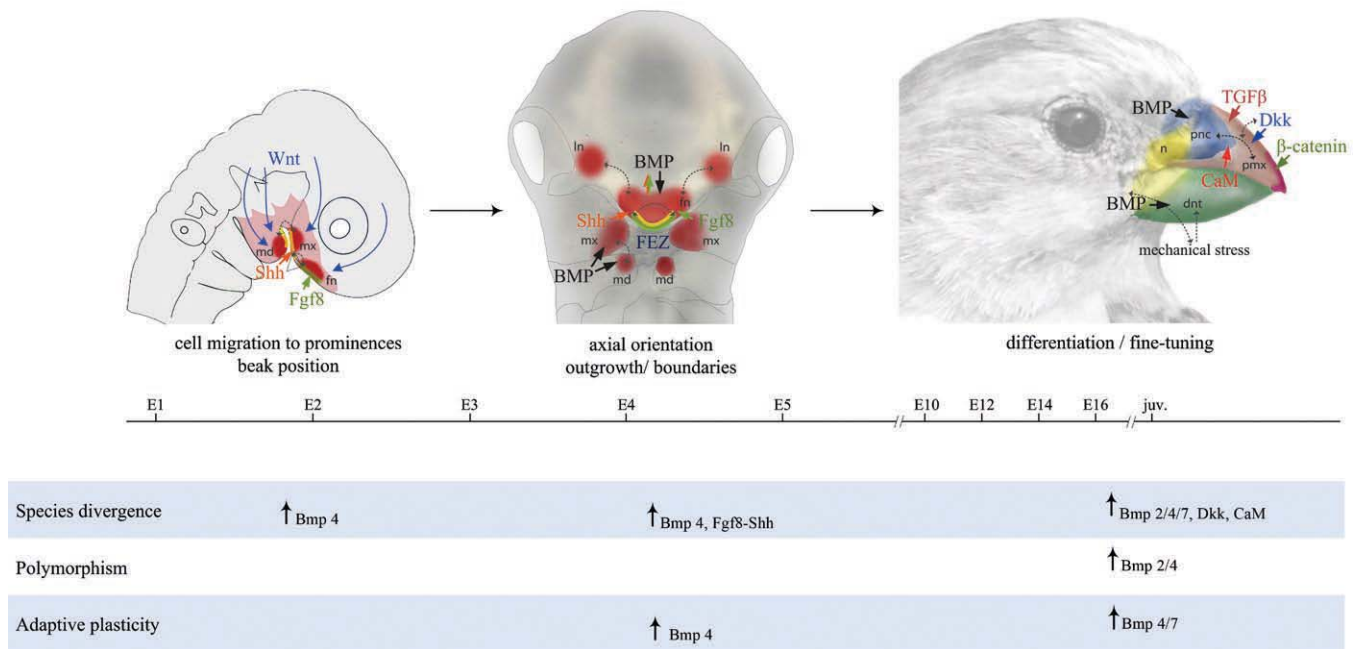 Wnt
md
mx
Shh
fn
Fgf8
cell migration to prominences
beak position
ln
ln
BMP
fn
Shh
Fgf8
mx
FEZ
mx
BMP
md
md
axial orientation
outgrowth/ boundaries
TGFβ
BMP
Dkk
pnc
n
β-catenin
pmx
CaM
BMP
dnt
mechanical stress
differentiation / fine-tuning
E1 E2 E3 E4 E5 E10 E12 E14 E16 juv.
Species divergence
Bmp 4
Bmp 4, Fgf8-Shh
Bmp 2/4/7, Dkk, CaM
Polymorphism
Bmp 2/4
Adaptive plasticity
Bmp 4
Bmp 4/7